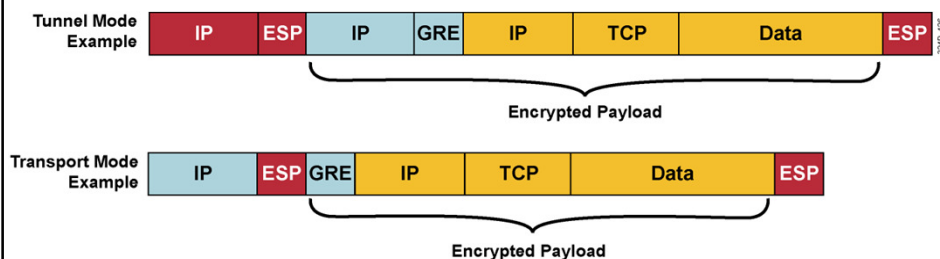 Tunnel Mode
Example
IP ESP IP GRE IP TCP Data ESP
Encrypted Payload
Transport Mode
Example
IP ESP GRE IP TCP Data ESP
Encrypted Payload